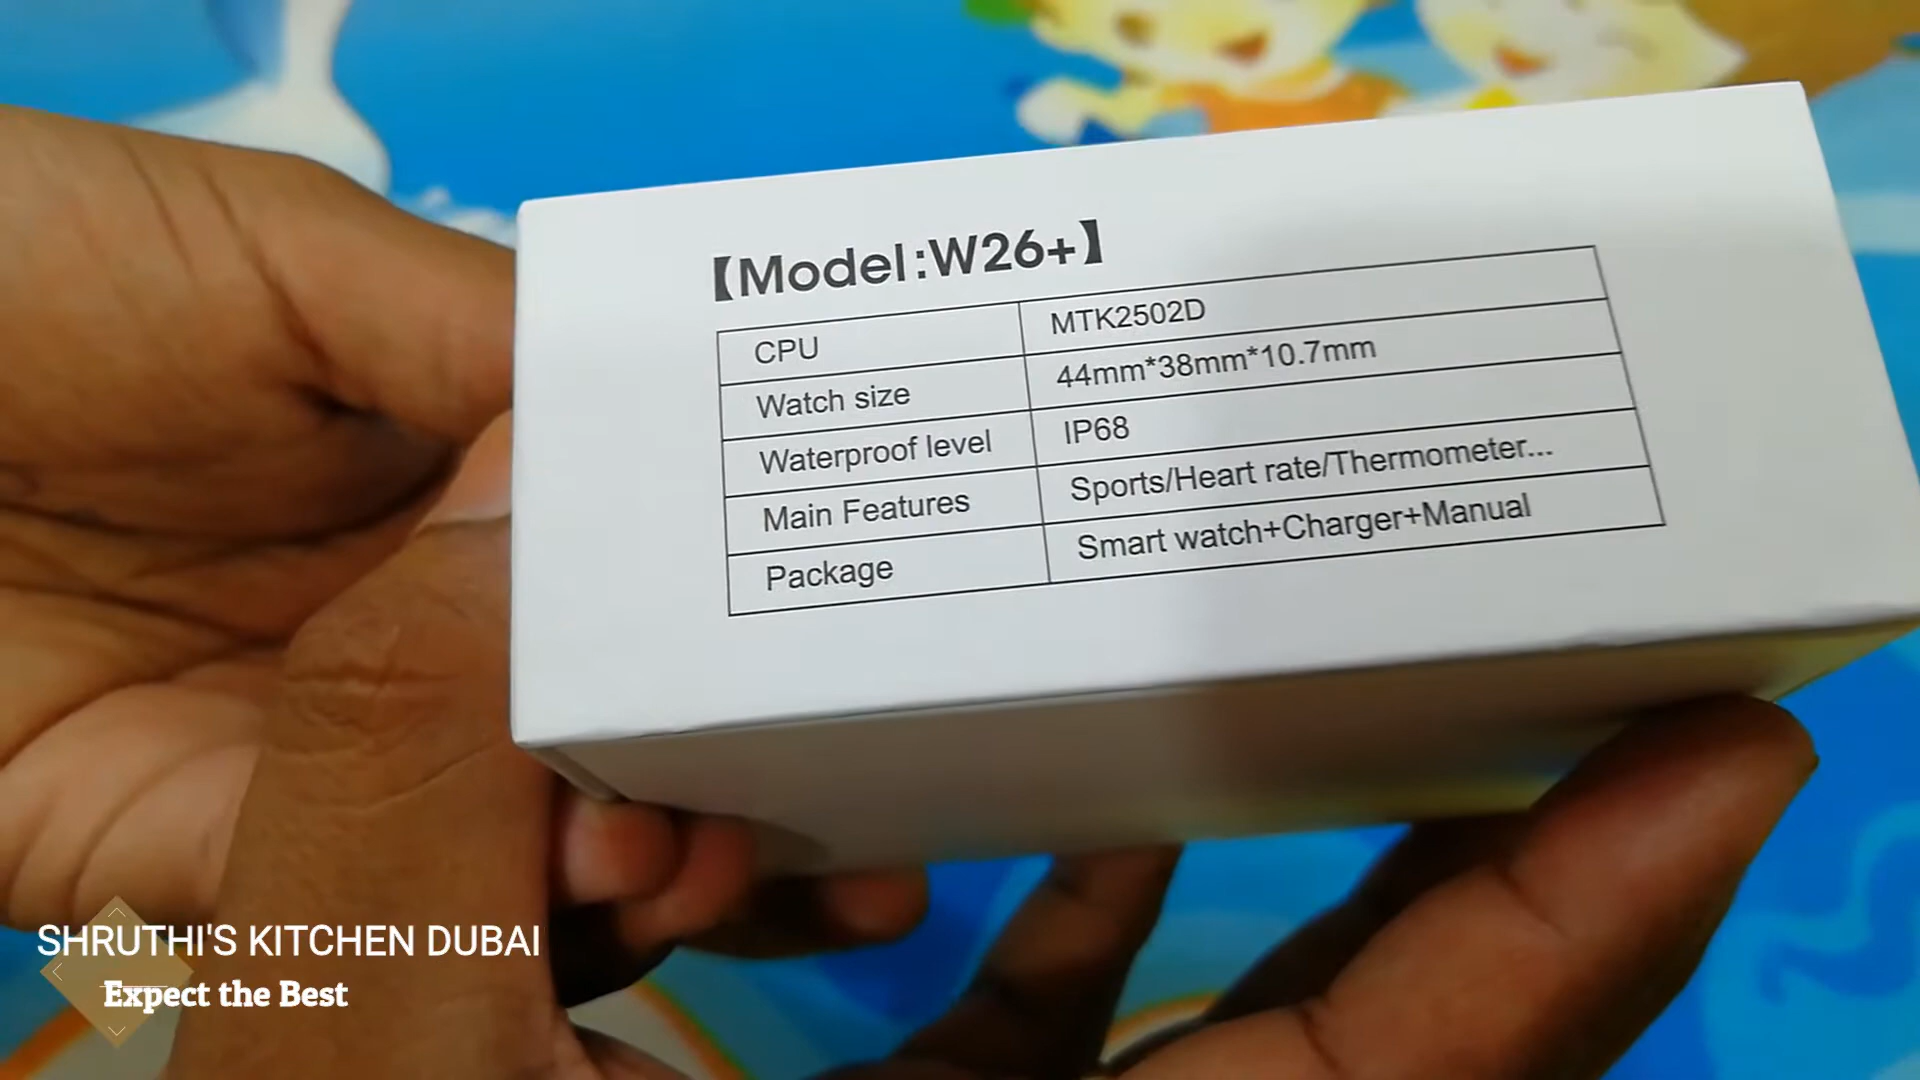 【Model:W26+】
CPU MTK2502D
Watch size 44mm*38mm*10.7mm
Waterproof level IP68
Main Features Sports/Heart rate/Thermometer...
Package Smart watch+Charger+Manual
SHRUTHI'S KITCHEN DUBAI
Expect the Best